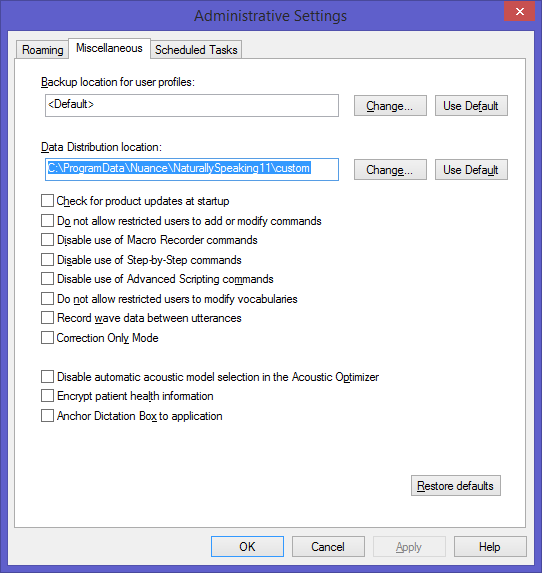 Administrative Settings
Roaming Miscellaneous Scheduled Tasks
Backup location for user profiles:
<Default> Change... Use Default
Data Distribution location:
C:\ProgramData\Nuance\NaturallySpeaking11\custom Change... Use Default
Check for product updates at startup
Do not allow restricted users to add or modify commands
Disable use of Macro Recorder commands
Disable use of Step-by-Step commands
Disable use of Advanced Scripting commands
Do not allow restricted users to modify vocabularies
Record wave data between utterances
Correction Only Mode
Disable automatic acoustic model selection in the Acoustic Optimizer
Encrypt patient health information
Anchor Dictation Box to application
Restore defaults
OK Cancel Apply Help